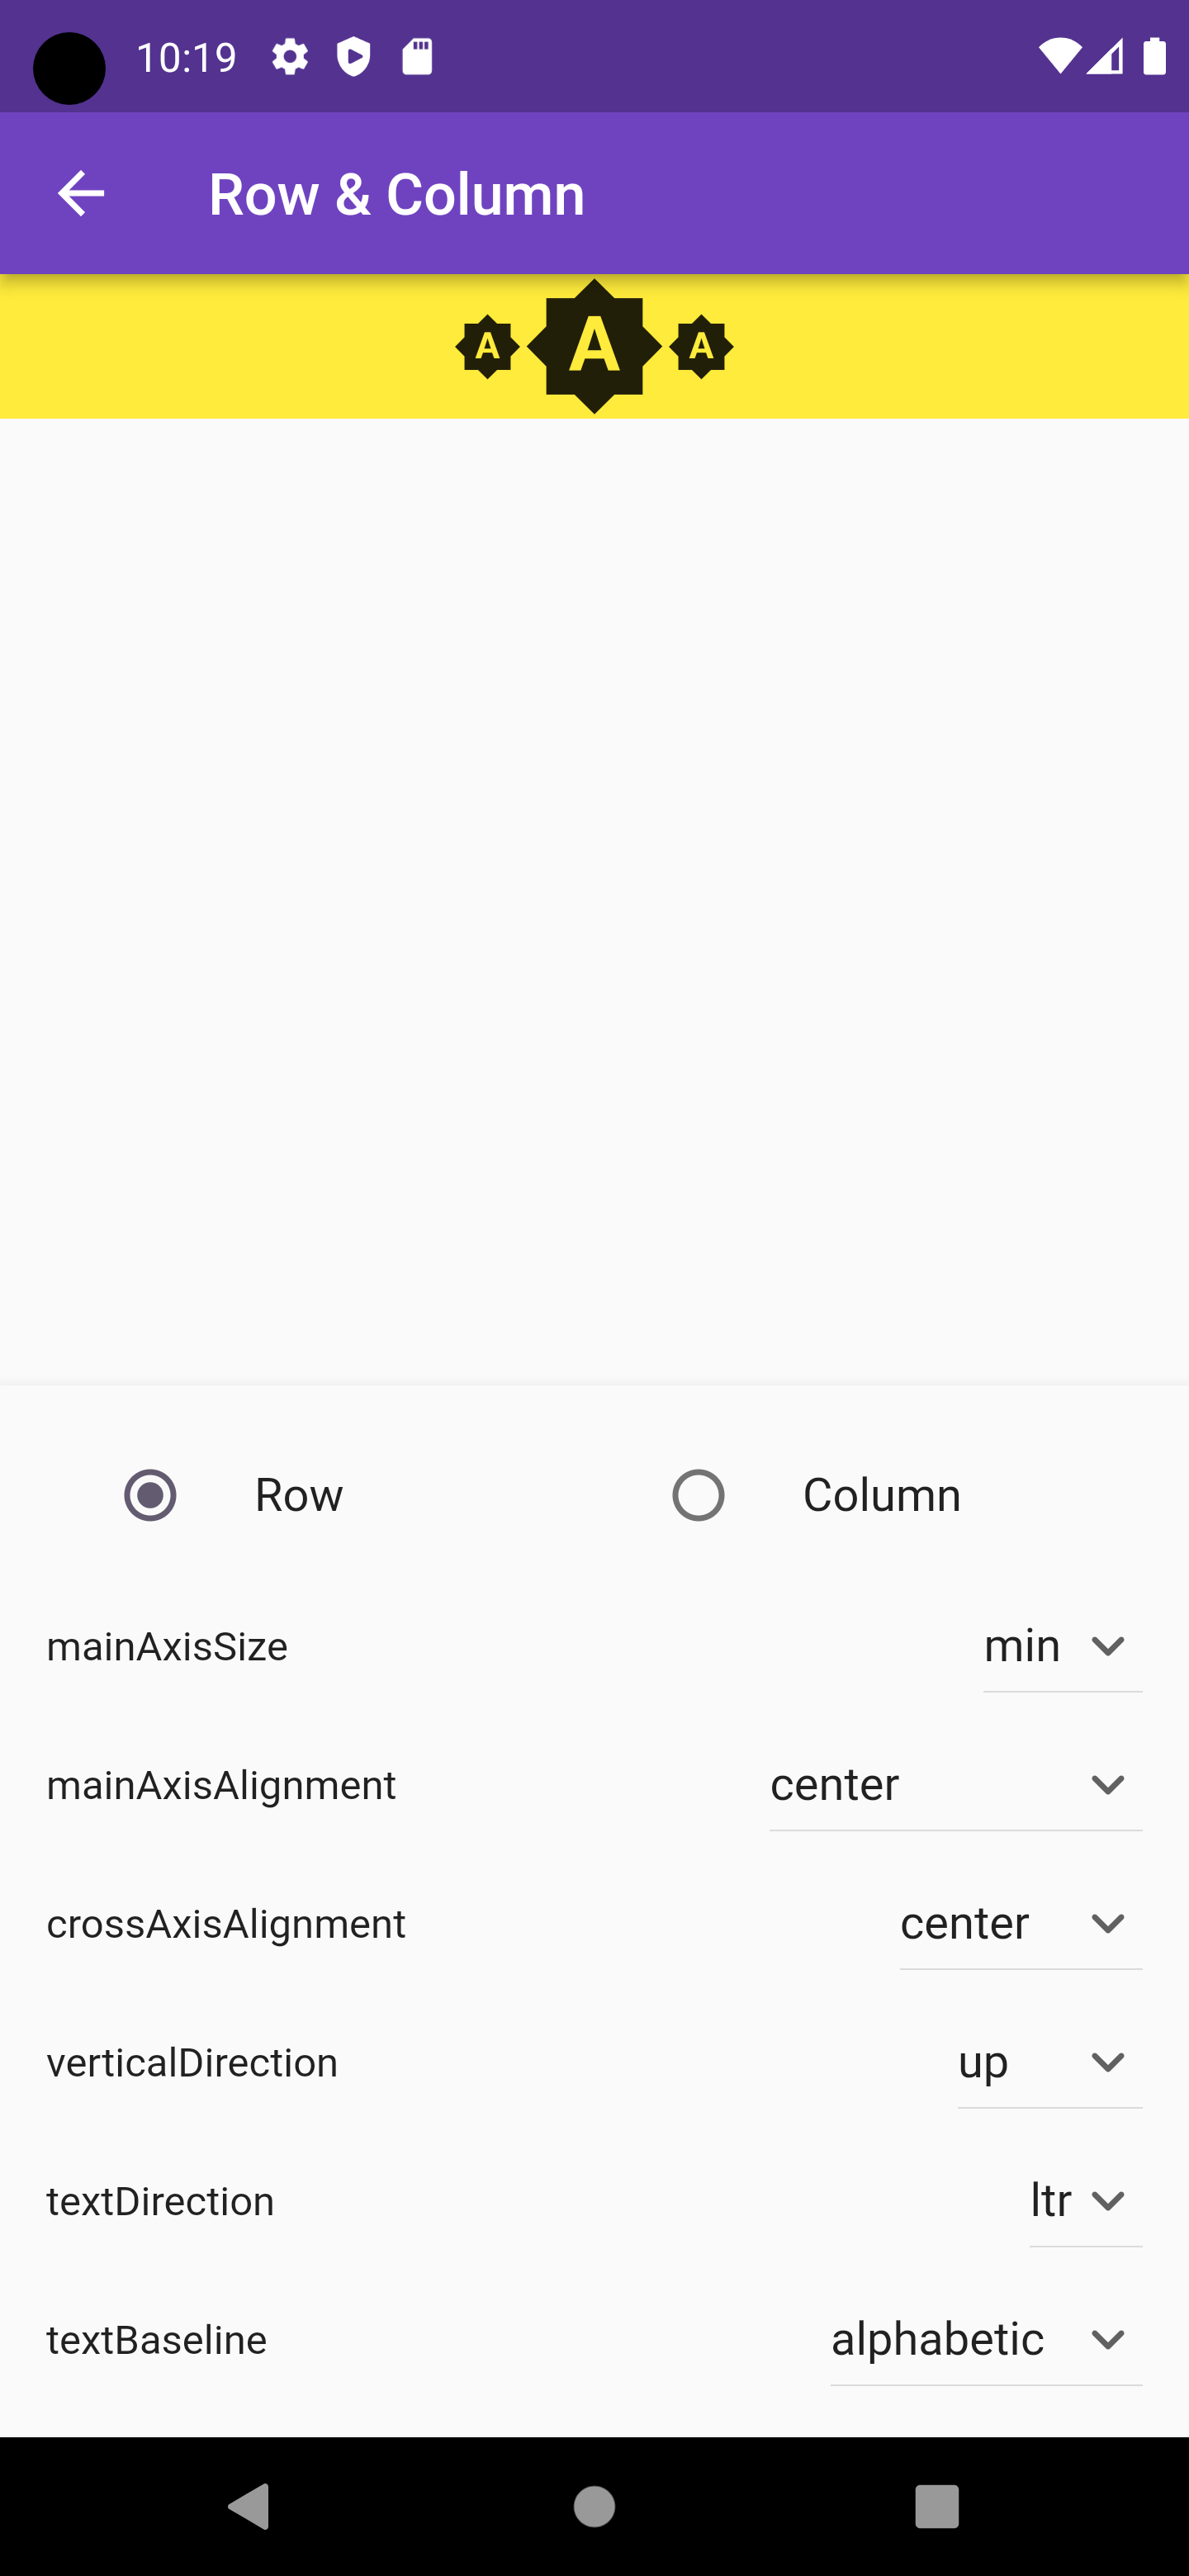 10:19
Row & Column
A A A
Row Column
mainAxisSize min
mainAxisAlignment center
crossAxisAlignment center
verticalDirection up
textDirection ltr
textBaseline alphabetic